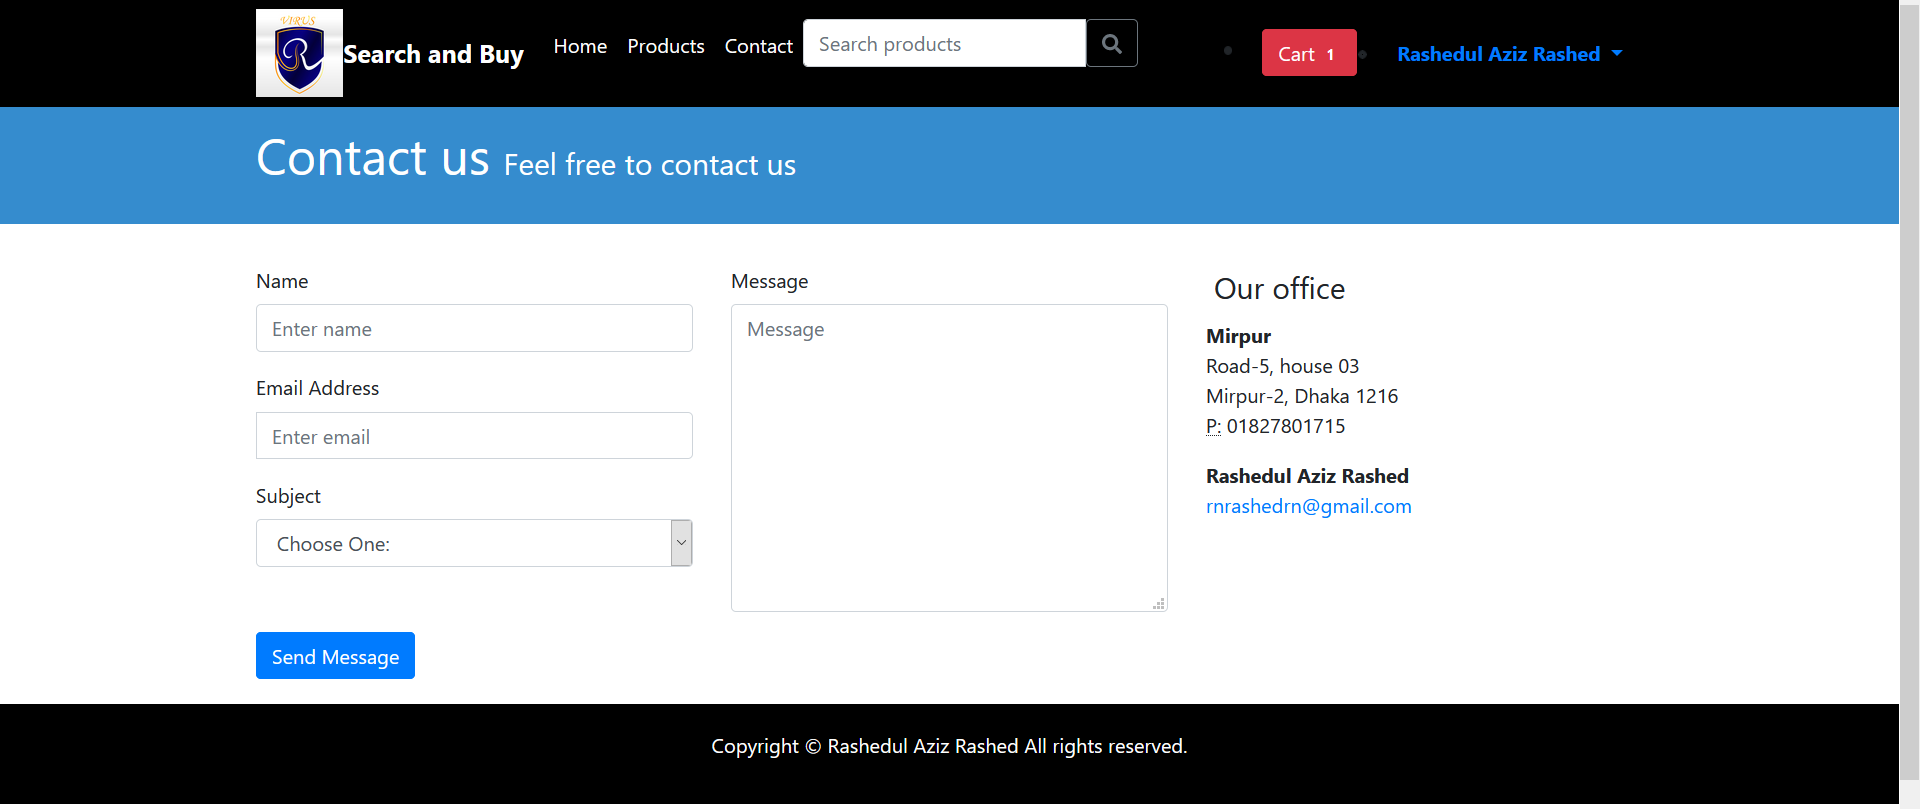 VIRUS
R
Search and Buy
Home
Products
Contact
Search products
Cart 1
Rashedul Aziz Rashed
Contact us Feel free to contact us
Name
Enter name
Email Address
Enter email
Subject
Choose One:
Message
Message
Our office
Mirpur
Road-5, house 03
Mirpur-2, Dhaka 1216
P: 01827801715
Rashedul Aziz Rashed
rnrashedrn@gmail.com
Send Message
Copyright © Rashedul Aziz Rashed All rights reserved.